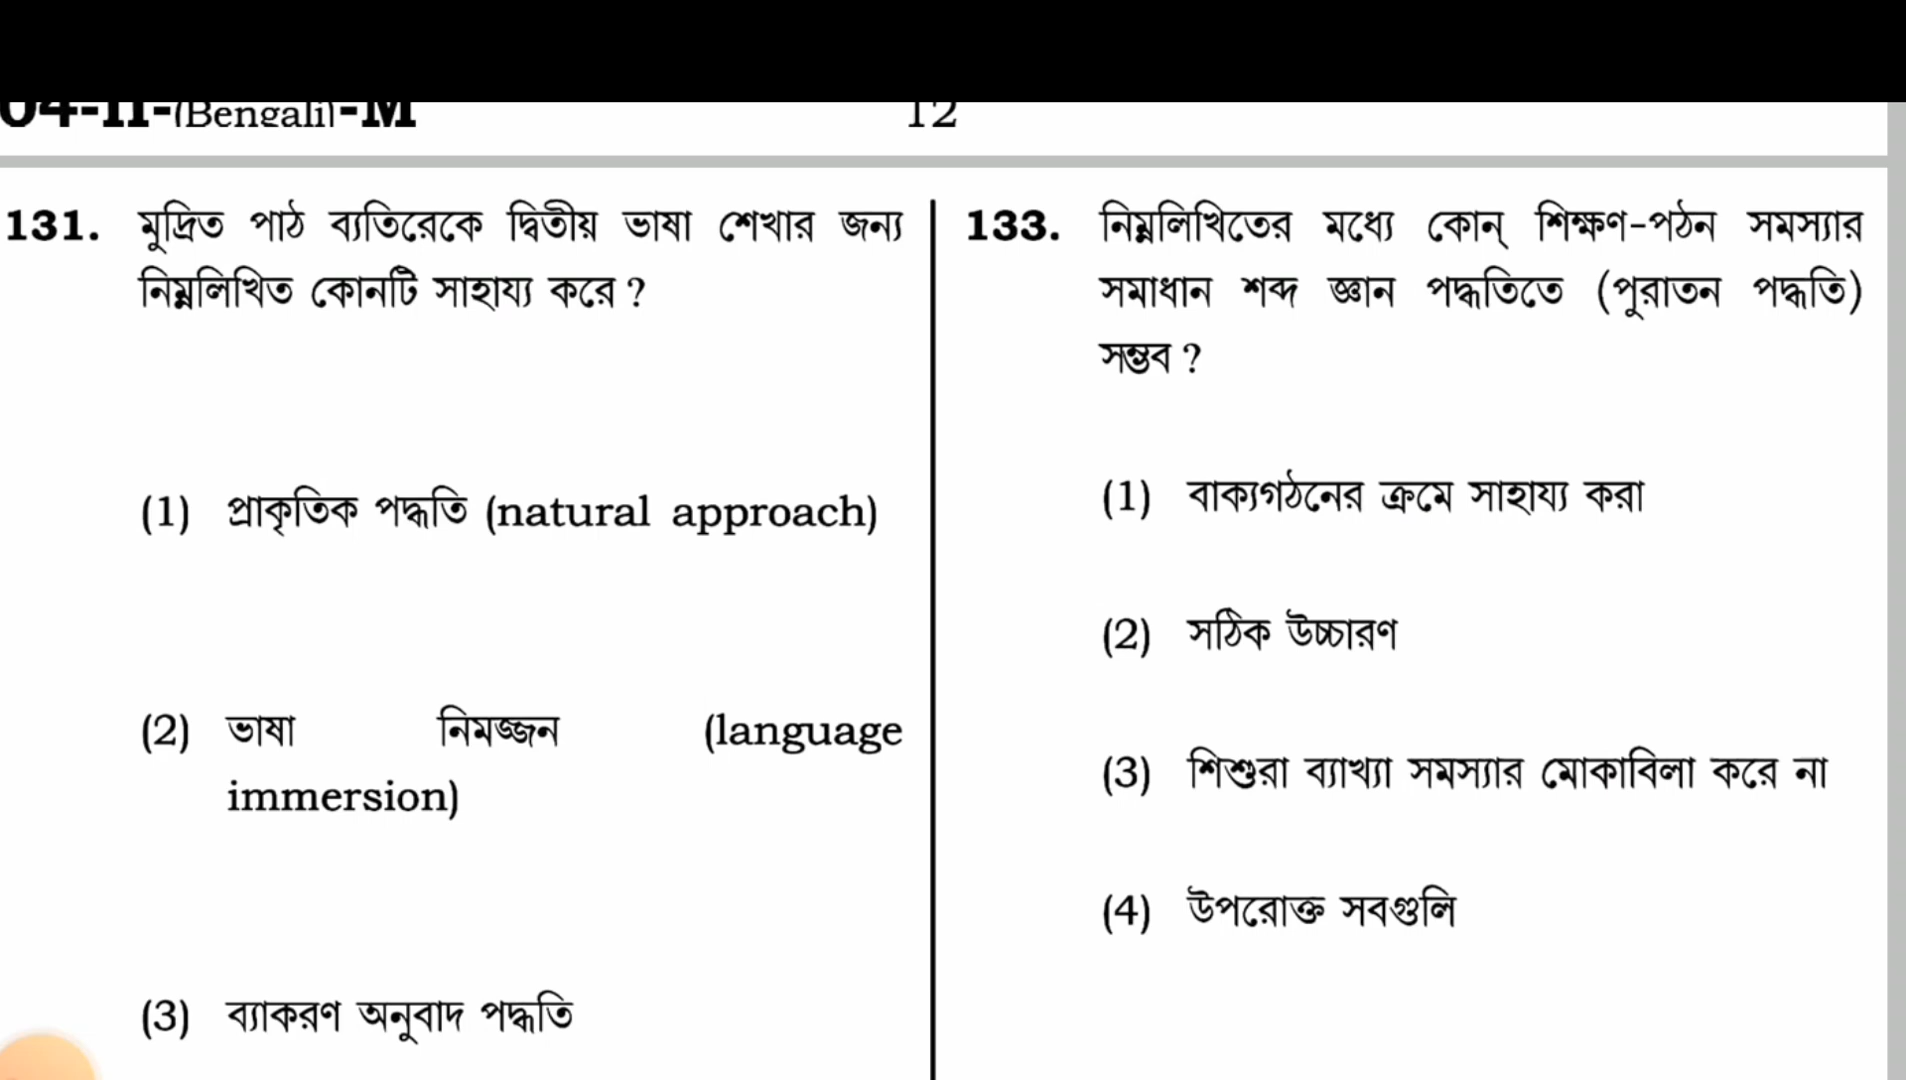 04-II-(Bengali)-M 12
131. মুদ্রিত পাঠ ব্যতিরেকে দ্বিতীয় ভাষা শেখার জন্য
নিম্নলিখিত কোনটি সাহায্য করে ?
(1) প্রাকৃতিক পদ্ধতি (natural approach)
(2) ভাষা নিমজ্জন (language
immersion)
(3) ব্যাকরণ অনুবাদ পদ্ধতি
133. নিম্নলিখিতের মধ্যে কোন্ শিক্ষণ-পঠন সমস্যার
সমাধান শব্দ জ্ঞান পদ্ধতিতে (পুরাতন পদ্ধতি)
সম্ভব ?
(1) বাক্যগঠনের ক্রমে সাহায্য করা
(2) সঠিক উচ্চারণ
(3) শিশুরা ব্যাখ্যা সমস্যার মোকাবিলা করে না
(4) উপরোক্ত সবগুলি